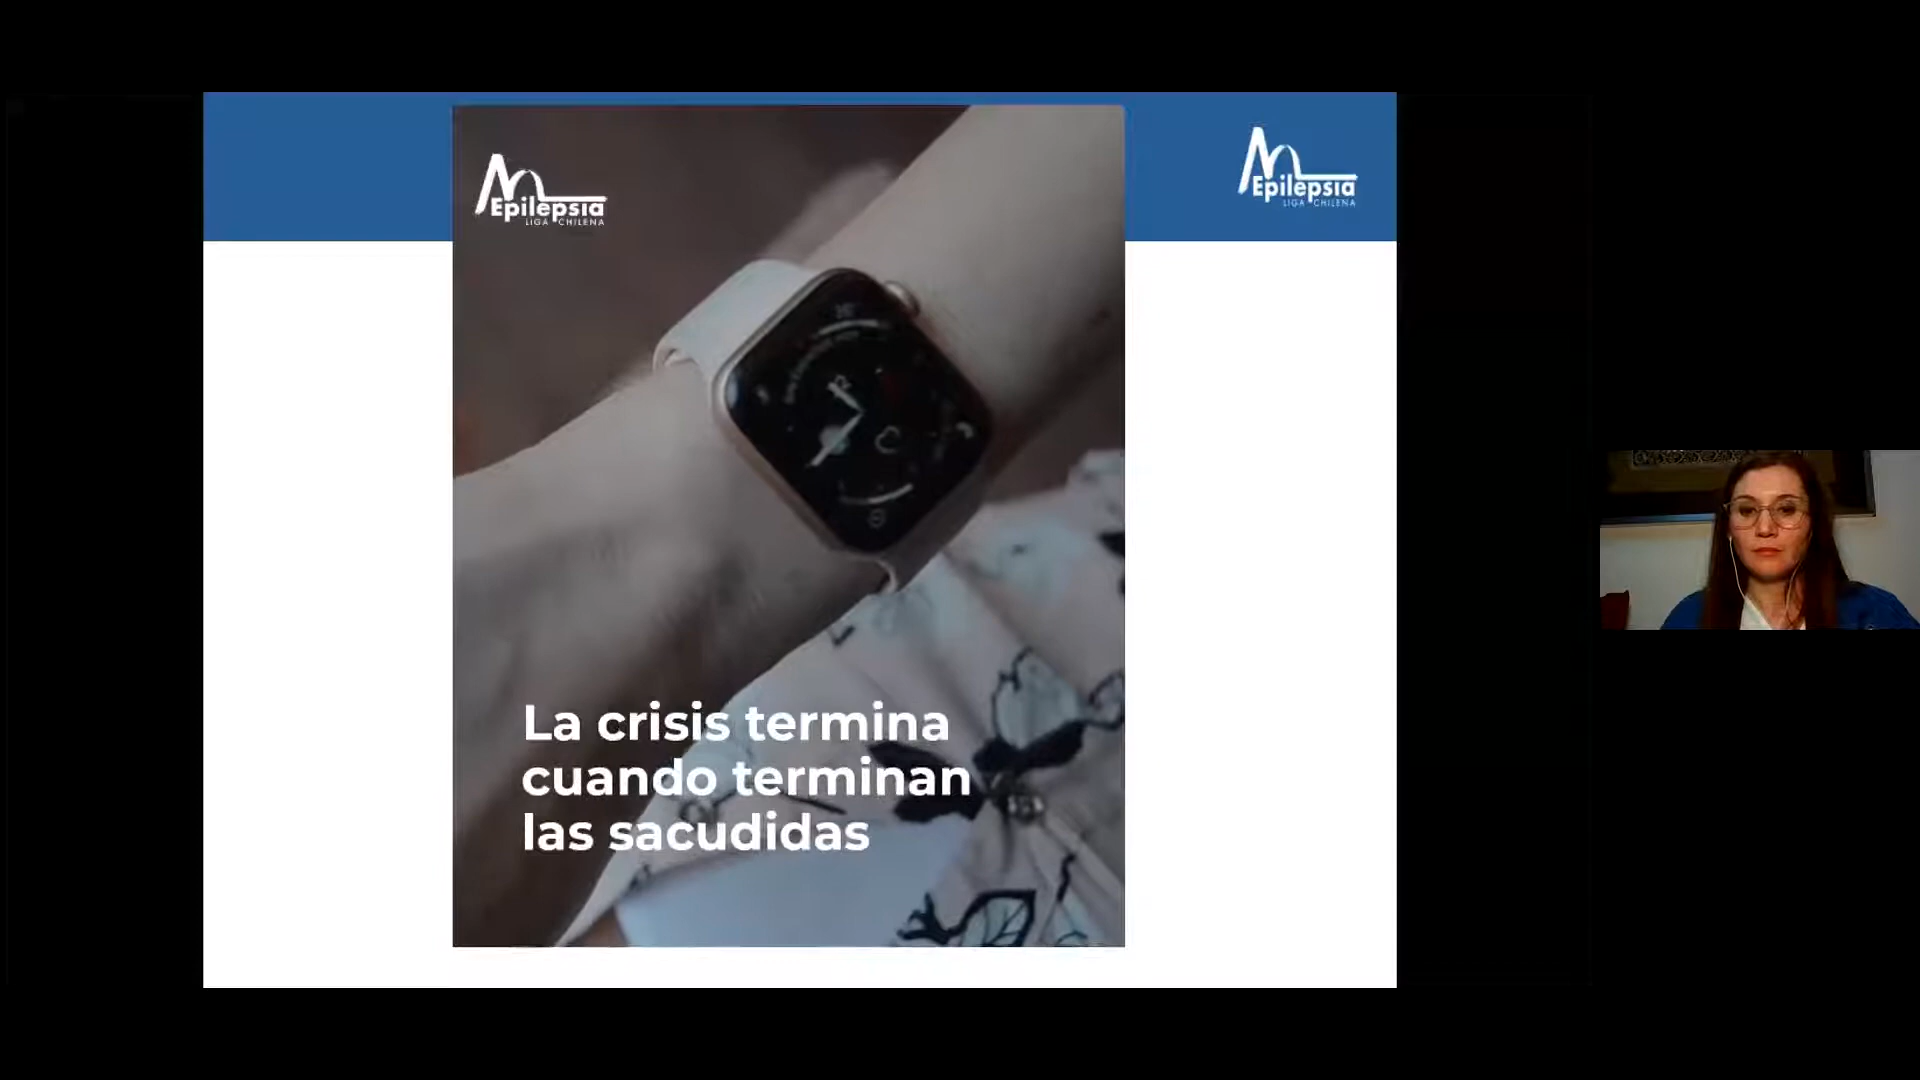 Epilepsia
LIGA CHILENA
Epilepsia
LIGA CHILENA
La crisis termina
cuando terminan
las sacudidas